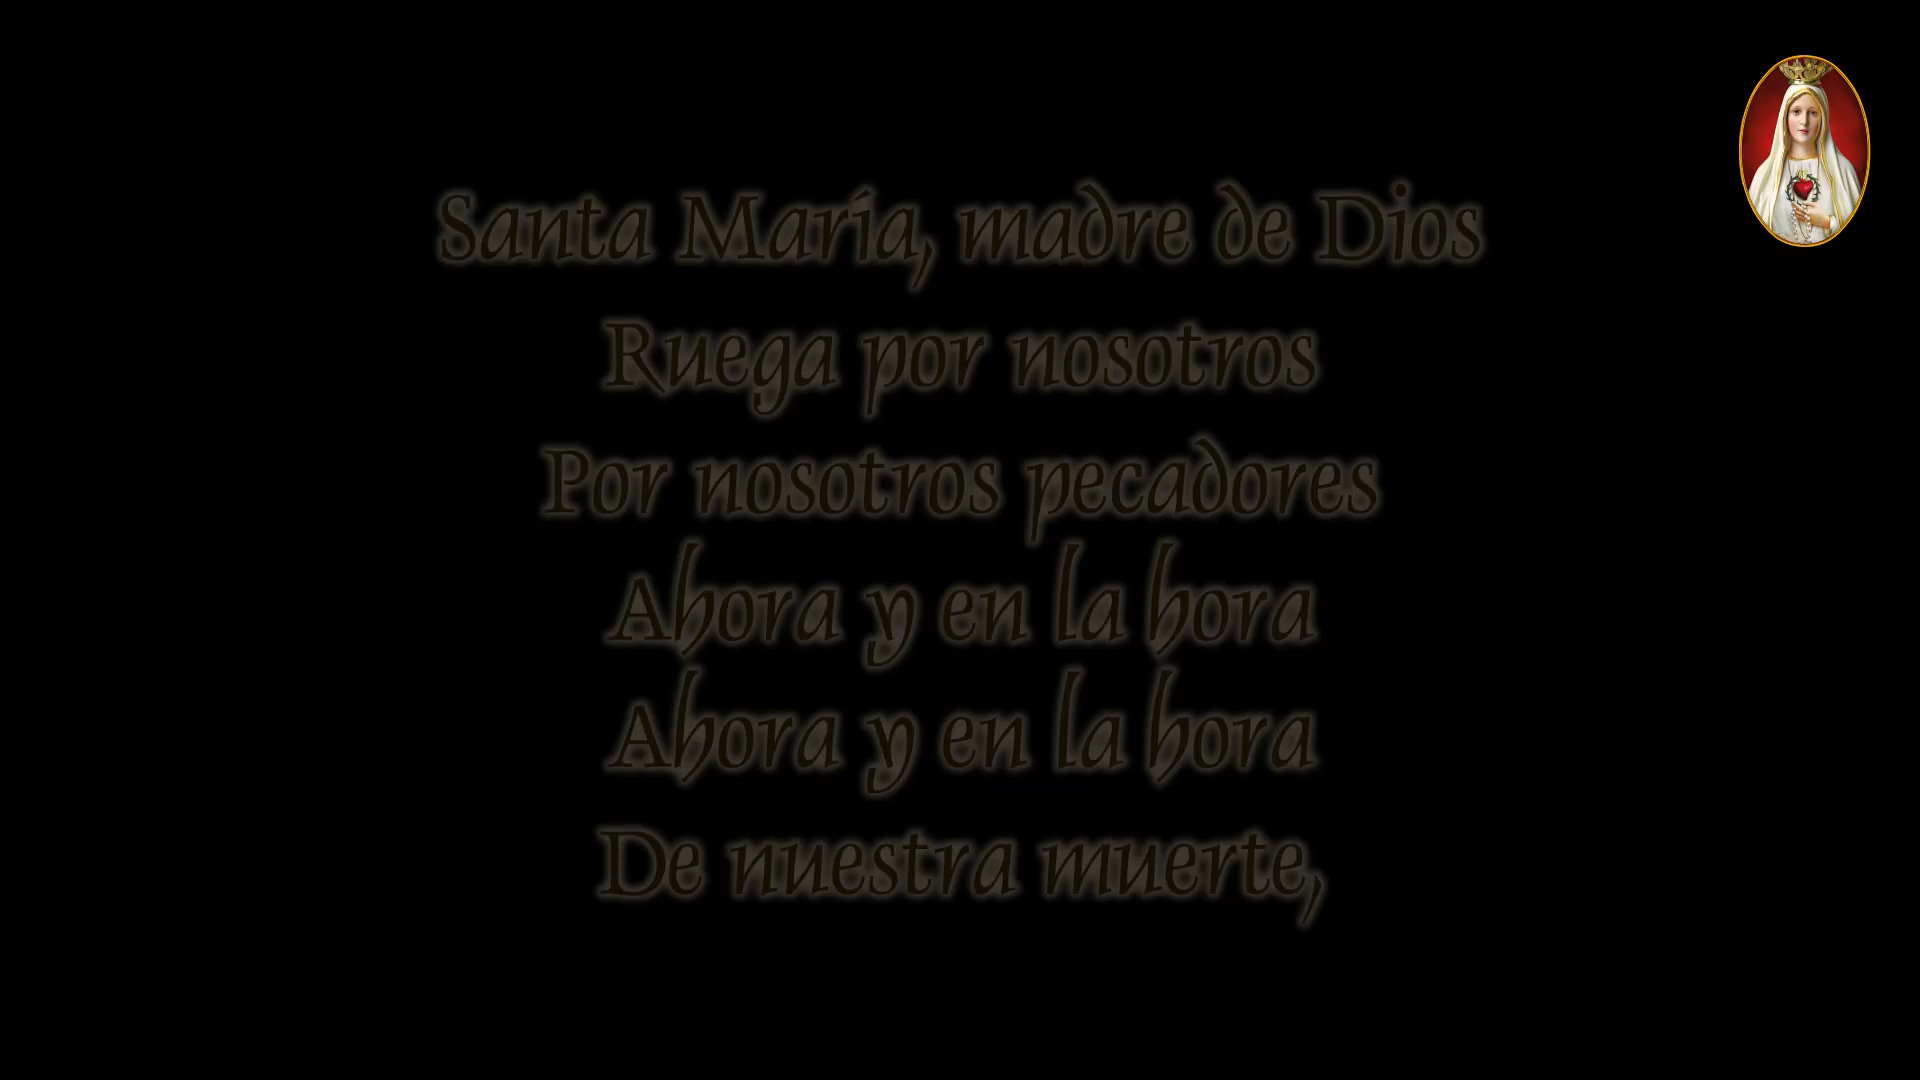 Santa María, madre de Dios
Ruega por nosotros
Por nosotros pecadores
Ahora y en la hora
Ahora y en la hora
De nuestra muerte,